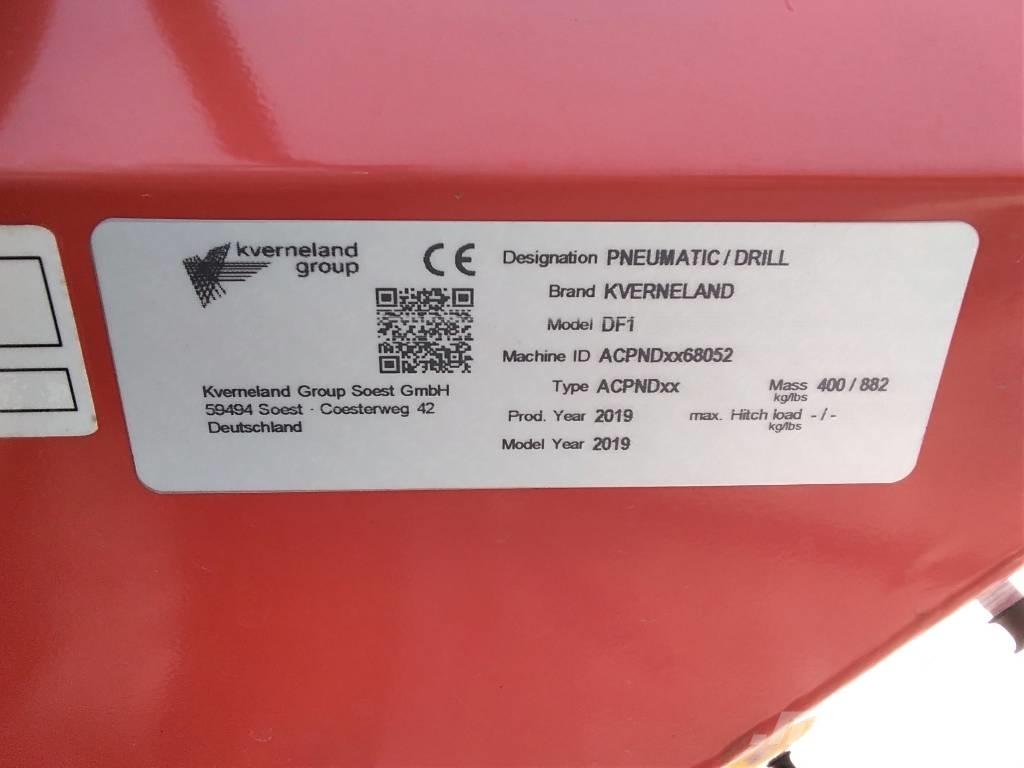 kverneland
group
CE
Kverneland Group Soest GmbH
59494 Soest · Coesterweg 42
Deutschland
Designation PNEUMATIC / DRILL
Brand KVERNELAND
Model DF1
Machine ID ACPNDxx68052
Type ACPNDxx Mass 400 / 882
kg/lbs
Prod. Year 2019 max. Hitch load - / -
kg/lbs
Model Year 2019